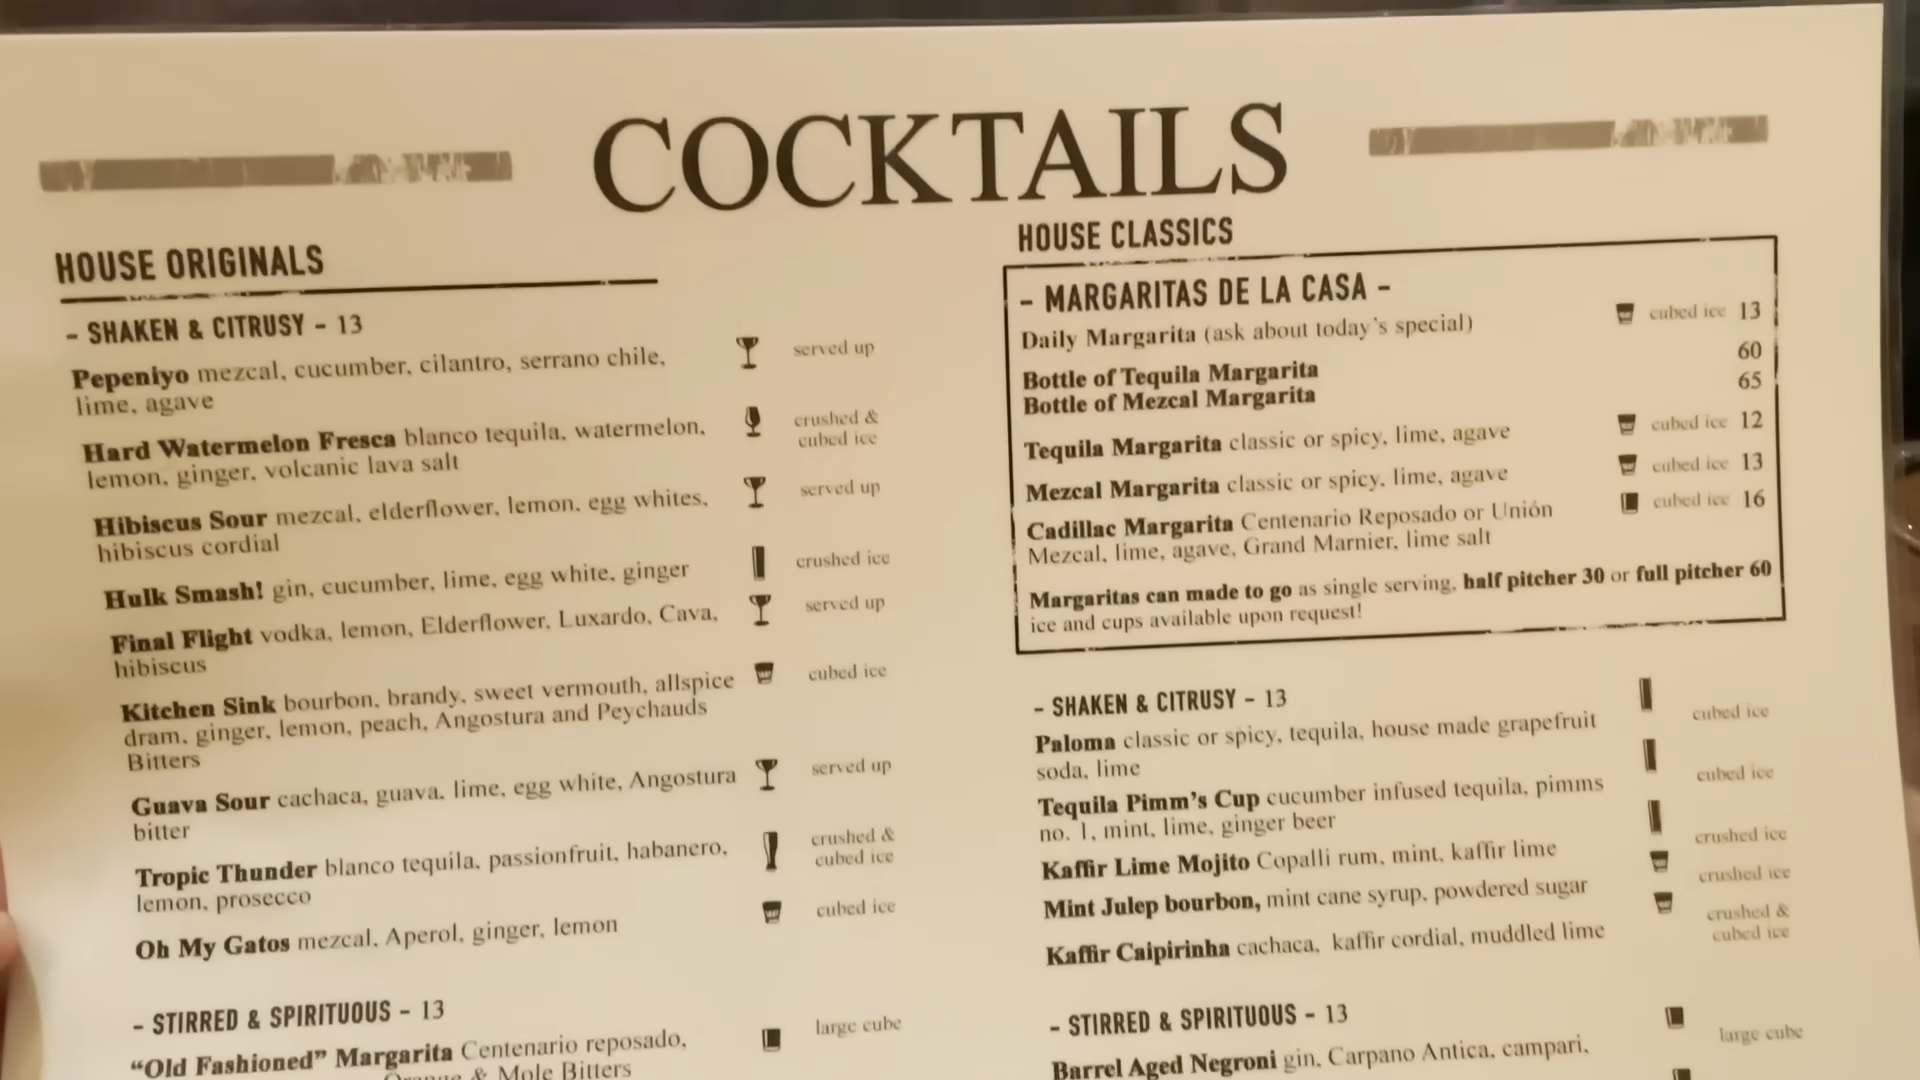 COCKTAILS
HOUSE ORIGINALS
- SHAKEN & CITRUSY - 13
Pepeniyo mezcal, cucumber, cilantro, serrano chile,
lime, agave
served up
Hard Watermelon Fresca blanco tequila, watermelon,
lemon, ginger, volcanic lava salt
crushed &
cubed ice
Hibiscus Sour mezcal, elderflower, lemon, egg whites,
hibiscus cordial
served up
Hulk Smash! gin, cucumber, lime, egg white, ginger
crushed ice
Final Flight vodka, lemon, Elderflower, Luxardo, Cava,
hibiscus
served up
Kitchen Sink bourbon, brandy, sweet vermouth, allspice
dram, ginger, lemon, peach, Angostura and Peychauds
Bitters
cubed ice
Guava Sour cachaca, guava, lime, egg white, Angostura
bitter
served up
Tropic Thunder blanco tequila, passionfruit, habanero,
lemon, prosecco
crushed &
cubed ice
Oh My Gatos mezcal, Aperol, ginger, lemon
cubed ice
- STIRRED & SPIRITUOUS - 13
"Old Fashioned" Margarita Centenario reposado,
& Mole Bitters
large cube
HOUSE CLASSICS
- MARGARITAS DE LA CASA -
Daily Margarita (ask about today's special) cubed ice 13
Bottle of Tequila Margarita 60
Bottle of Mezcal Margarita 65
Tequila Margarita classic or spicy, lime, agave cubed ice 12
Mezcal Margarita classic or spicy, lime, agave cubed ice 13
Cadillac Margarita Centenario Reposado or Unión cubed ice 16
Mezcal, lime, agave, Grand Marnier, lime salt
Margaritas can made to go as single serving, half pitcher 30 or full pitcher 60
ice and cups available upon request!
- SHAKEN & CITRUSY - 13
Paloma classic or spicy, tequila, house made grapefruit
soda, lime
cubed ice
Tequila Pimm's Cup cucumber infused tequila, pimms
no. 1, mint, lime, ginger beer
cubed ice
Kaffir Lime Mojito Copalli rum, mint, kaffir lime
crushed ice
Mint Julep bourbon, mint cane syrup, powdered sugar
crushed ice
Kaffir Caipirinha cachaca, kaffir cordial, muddled lime
crushed &
cubed ice
- STIRRED & SPIRITUOUS - 13
Barrel Aged Negroni gin, Carpano Antica, campari,
large cube